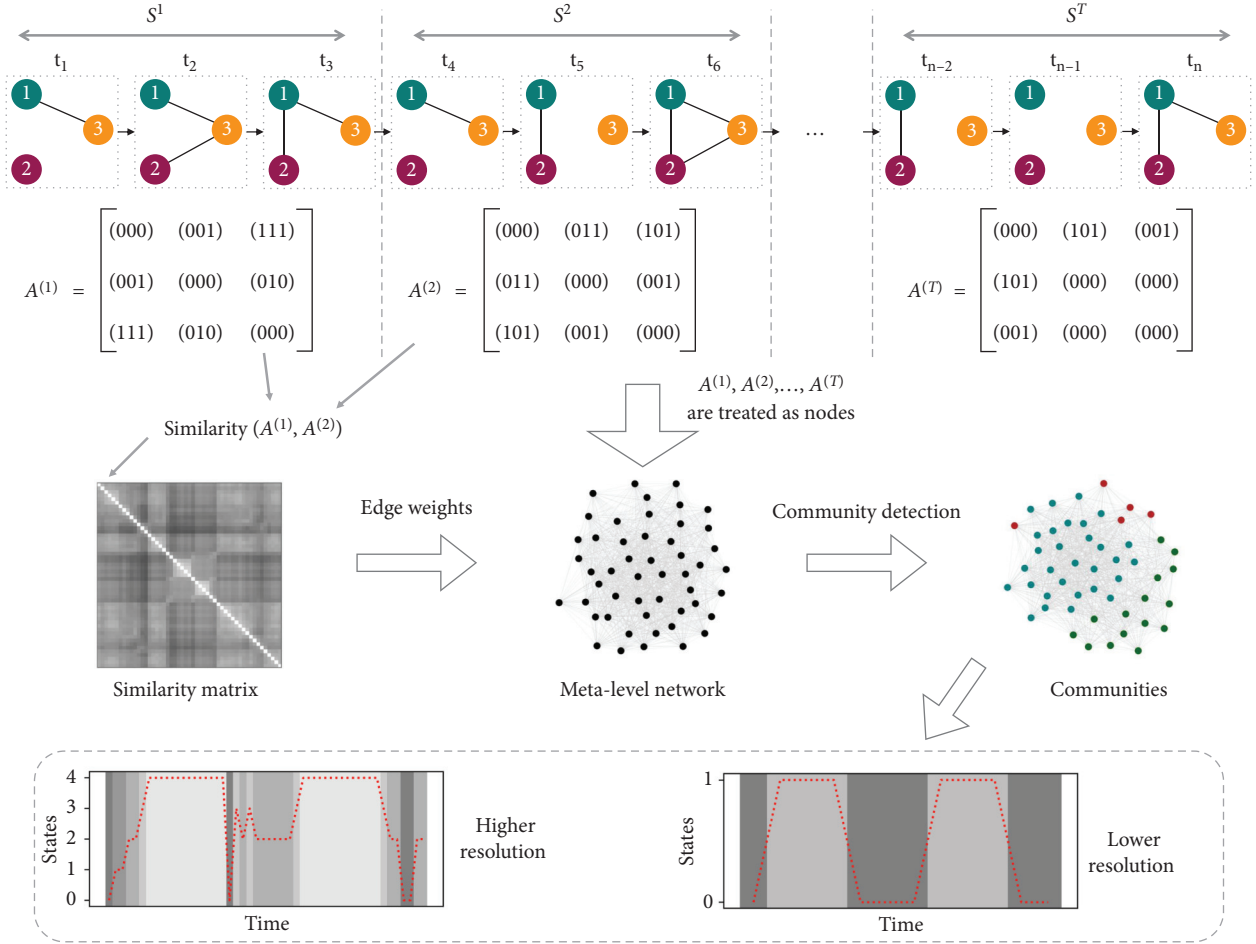 S¹ S² Sᵀ
t₁ t₂ t₃ t₄ t₅ t₆ tₙ₋₂ tₙ₋₁ tₙ
1 1 1 1 1 1 1 1 1
3 3 3 3 3 3 ... 3 3 3
2 2 2 2 2 2 2 2 2
(000) (001) (111) (000) (011) (101) (000) (101) (001)
A⁽¹⁾ = (001) (000) (010) A⁽²⁾ = (011) (000) (001) A⁽ᵀ⁾ = (101) (000) (000)
(111) (010) (000) (101) (001) (000) (001) (000) (000)
A⁽¹⁾, A⁽²⁾,..., A⁽ᵀ⁾
are treated as nodes
Similarity (A⁽¹⁾, A⁽²⁾)
Edge weights
Community detection
Similarity matrix
Meta-level network
Communities
States
4
3
2
1
0
Time
Higher
resolution
States
1
0
Time
Lower
resolution